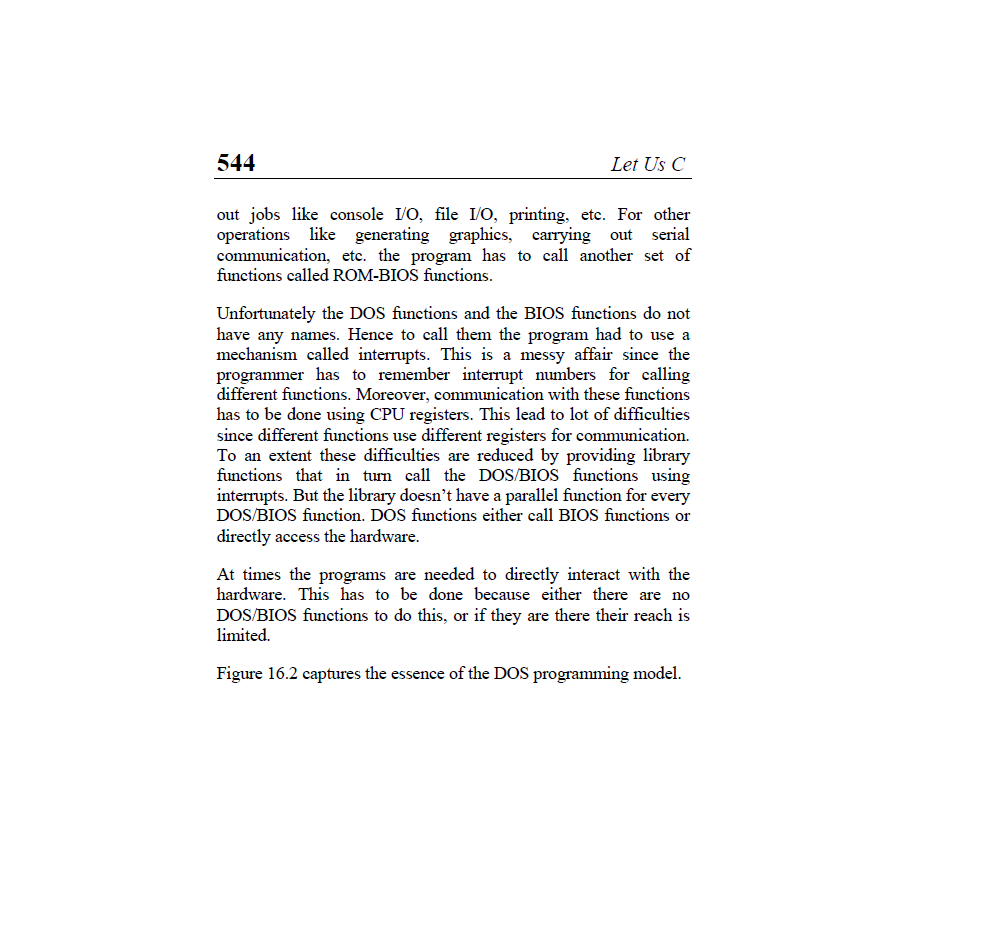 544 Let Us C
out jobs like console I/O, file I/O, printing, etc. For other
operations like generating graphics, carrying out serial
communication, etc. the program has to call another set of
functions called ROM-BIOS functions.
Unfortunately the DOS functions and the BIOS functions do not
have any names. Hence to call them the program had to use a
mechanism called interrupts. This is a messy affair since the
programmer has to remember interrupt numbers for calling
different functions. Moreover, communication with these functions
has to be done using CPU registers. This lead to lot of difficulties
since different functions use different registers for communication.
To an extent these difficulties are reduced by providing library
functions that in turn call the DOS/BIOS functions using
interrupts. But the library doesn’t have a parallel function for every
DOS/BIOS function. DOS functions either call BIOS functions or
directly access the hardware.
At times the programs are needed to directly interact with the
hardware. This has to be done because either there are no
DOS/BIOS functions to do this, or if they are there their reach is
limited.
Figure 16.2 captures the essence of the DOS programming model.